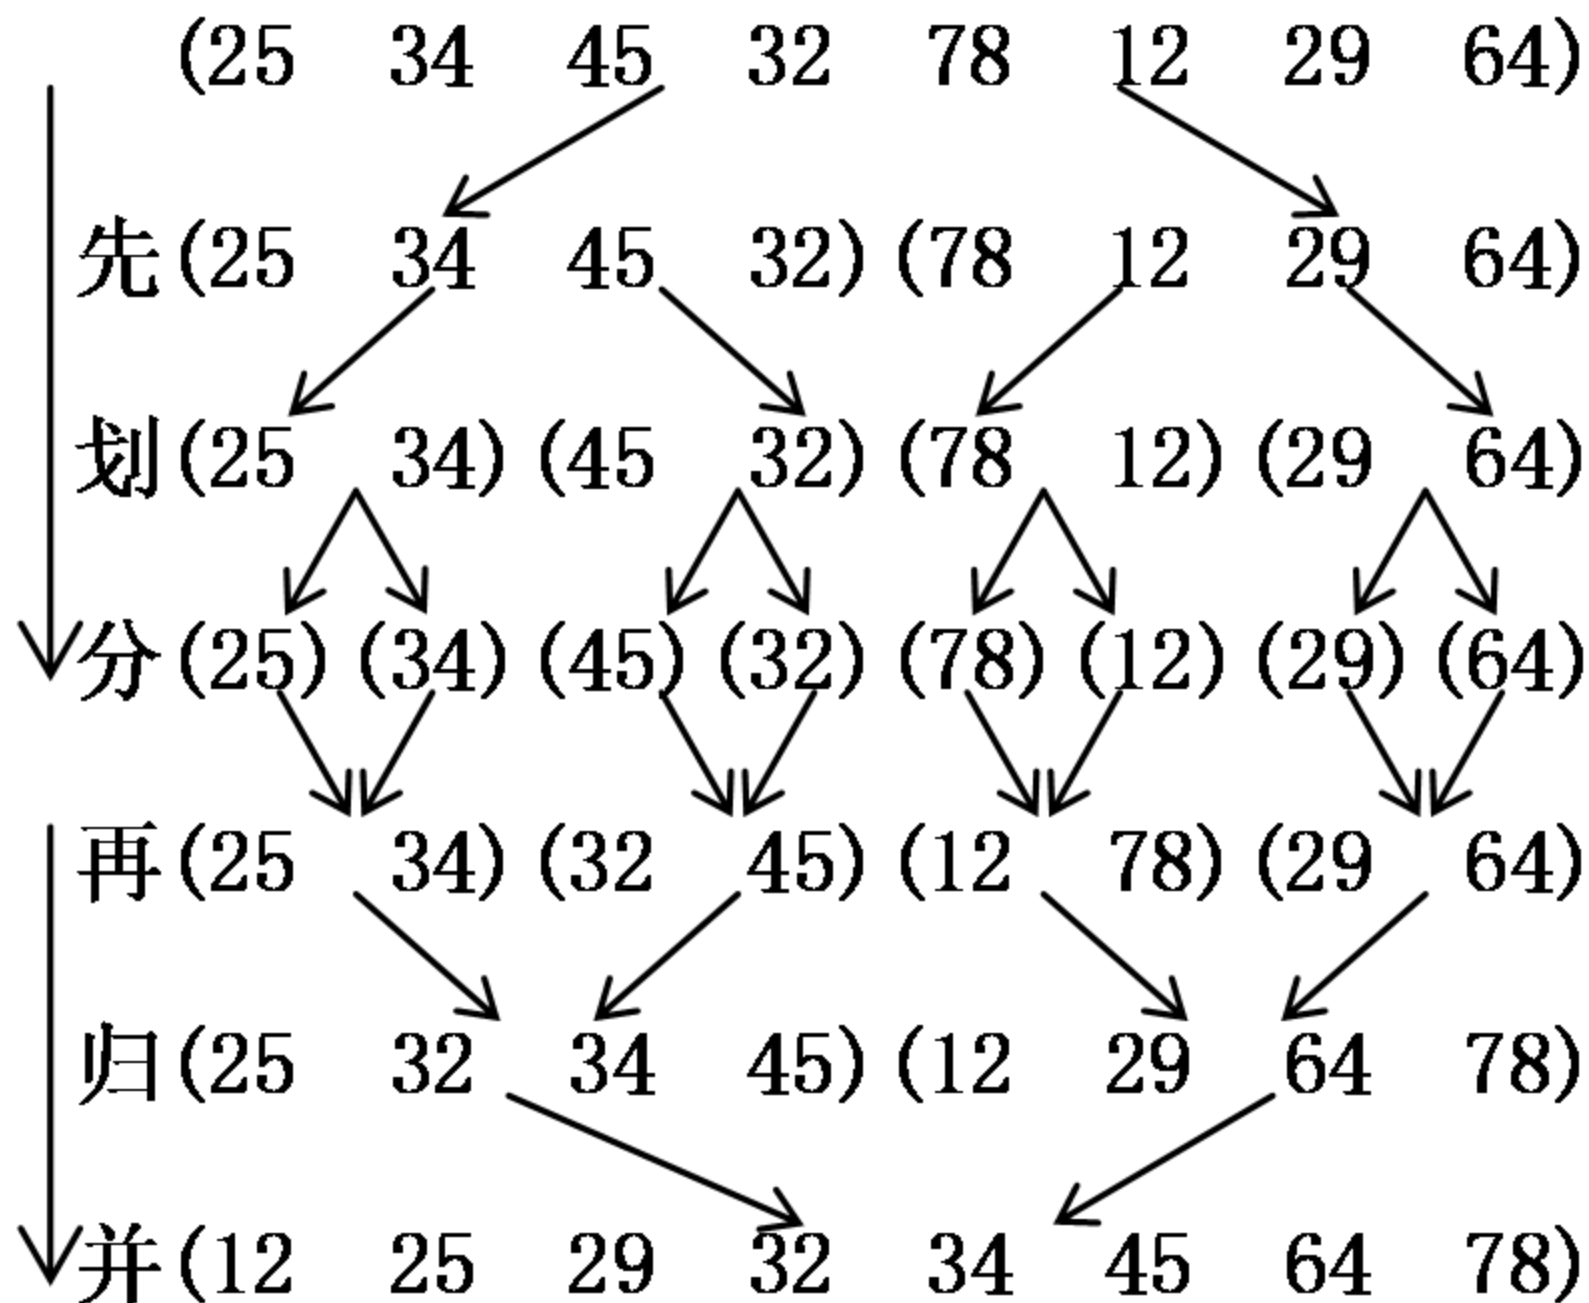 (25 34 45 32 78 12 29 64)
先(25 34 45 32)(78 12 29 64)
划(25 34)(45 32)(78 12)(29 64)
分(25)(34)(45)(32)(78)(12)(29)(64)
再(25 34)(32 45)(12 78)(29 64)
归(25 32 34 45)(12 29 64 78)
并(12 25 29 32 34 45 64 78)